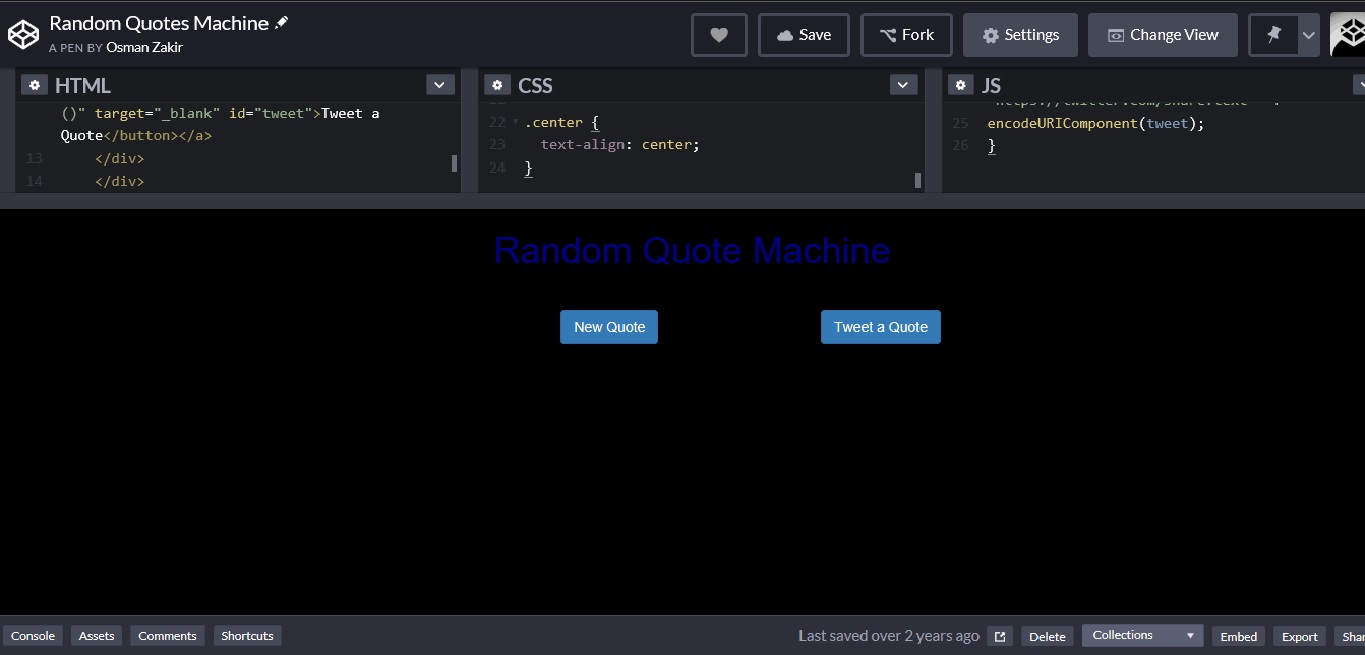 Random Quotes Machine
A PEN BY Osman Zakir
Save
Fork
Settings
Change View
HTML
()" target="_blank" id="tweet">Tweet a
Quote</button></a>
13 </div>
14 </div>
CSS
22 .center {
23 text-align: center;
24 }
JS
25 encodeURIComponent(tweet);
26 }
Random Quote Machine
New Quote
Tweet a Quote
Console
Assets
Comments
Shortcuts
Last saved over 2 years ago
Delete
Collections
Embed
Export